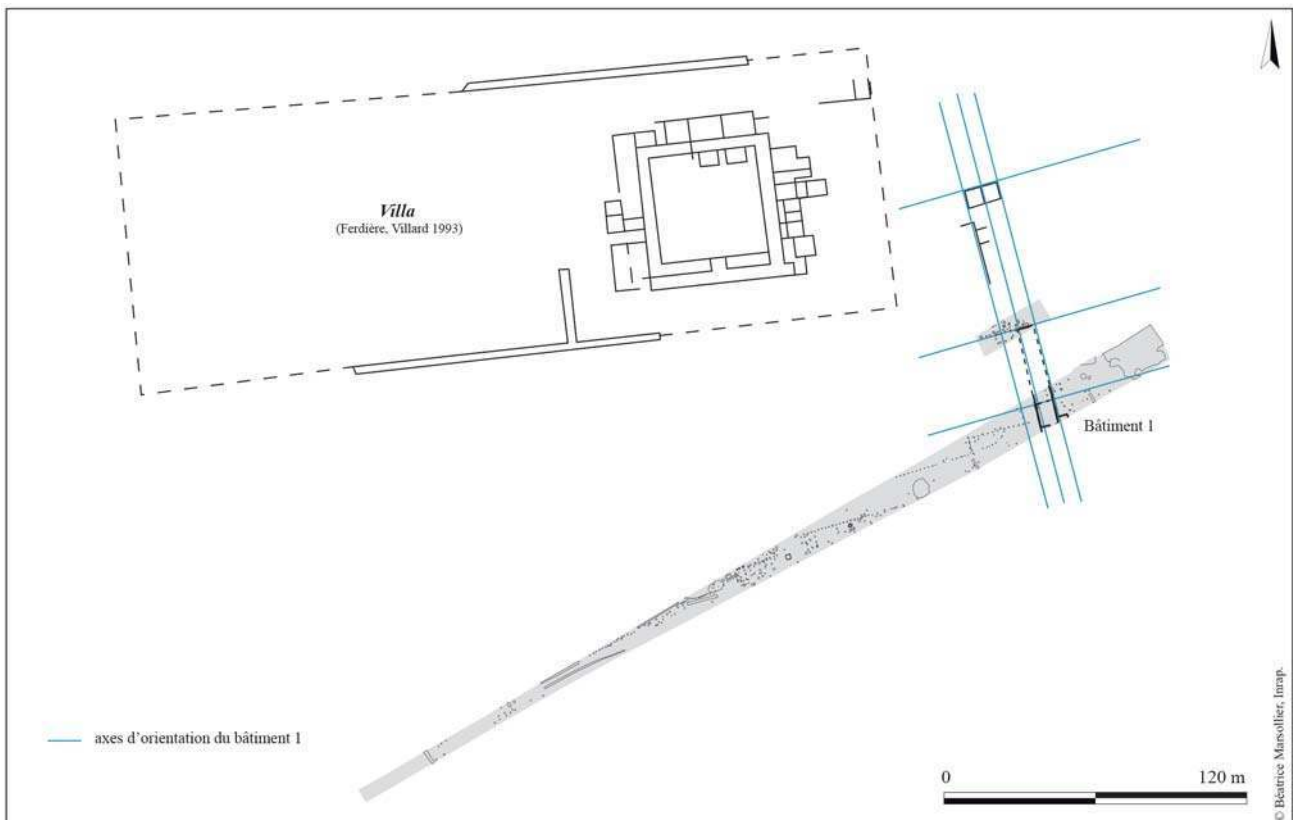 Villa
(Ferdière, Villard 1993)
Bâtiment 1
axes d'orientation du bâtiment 1
0 120 m
© Béatrice Marsollier, Inrap.